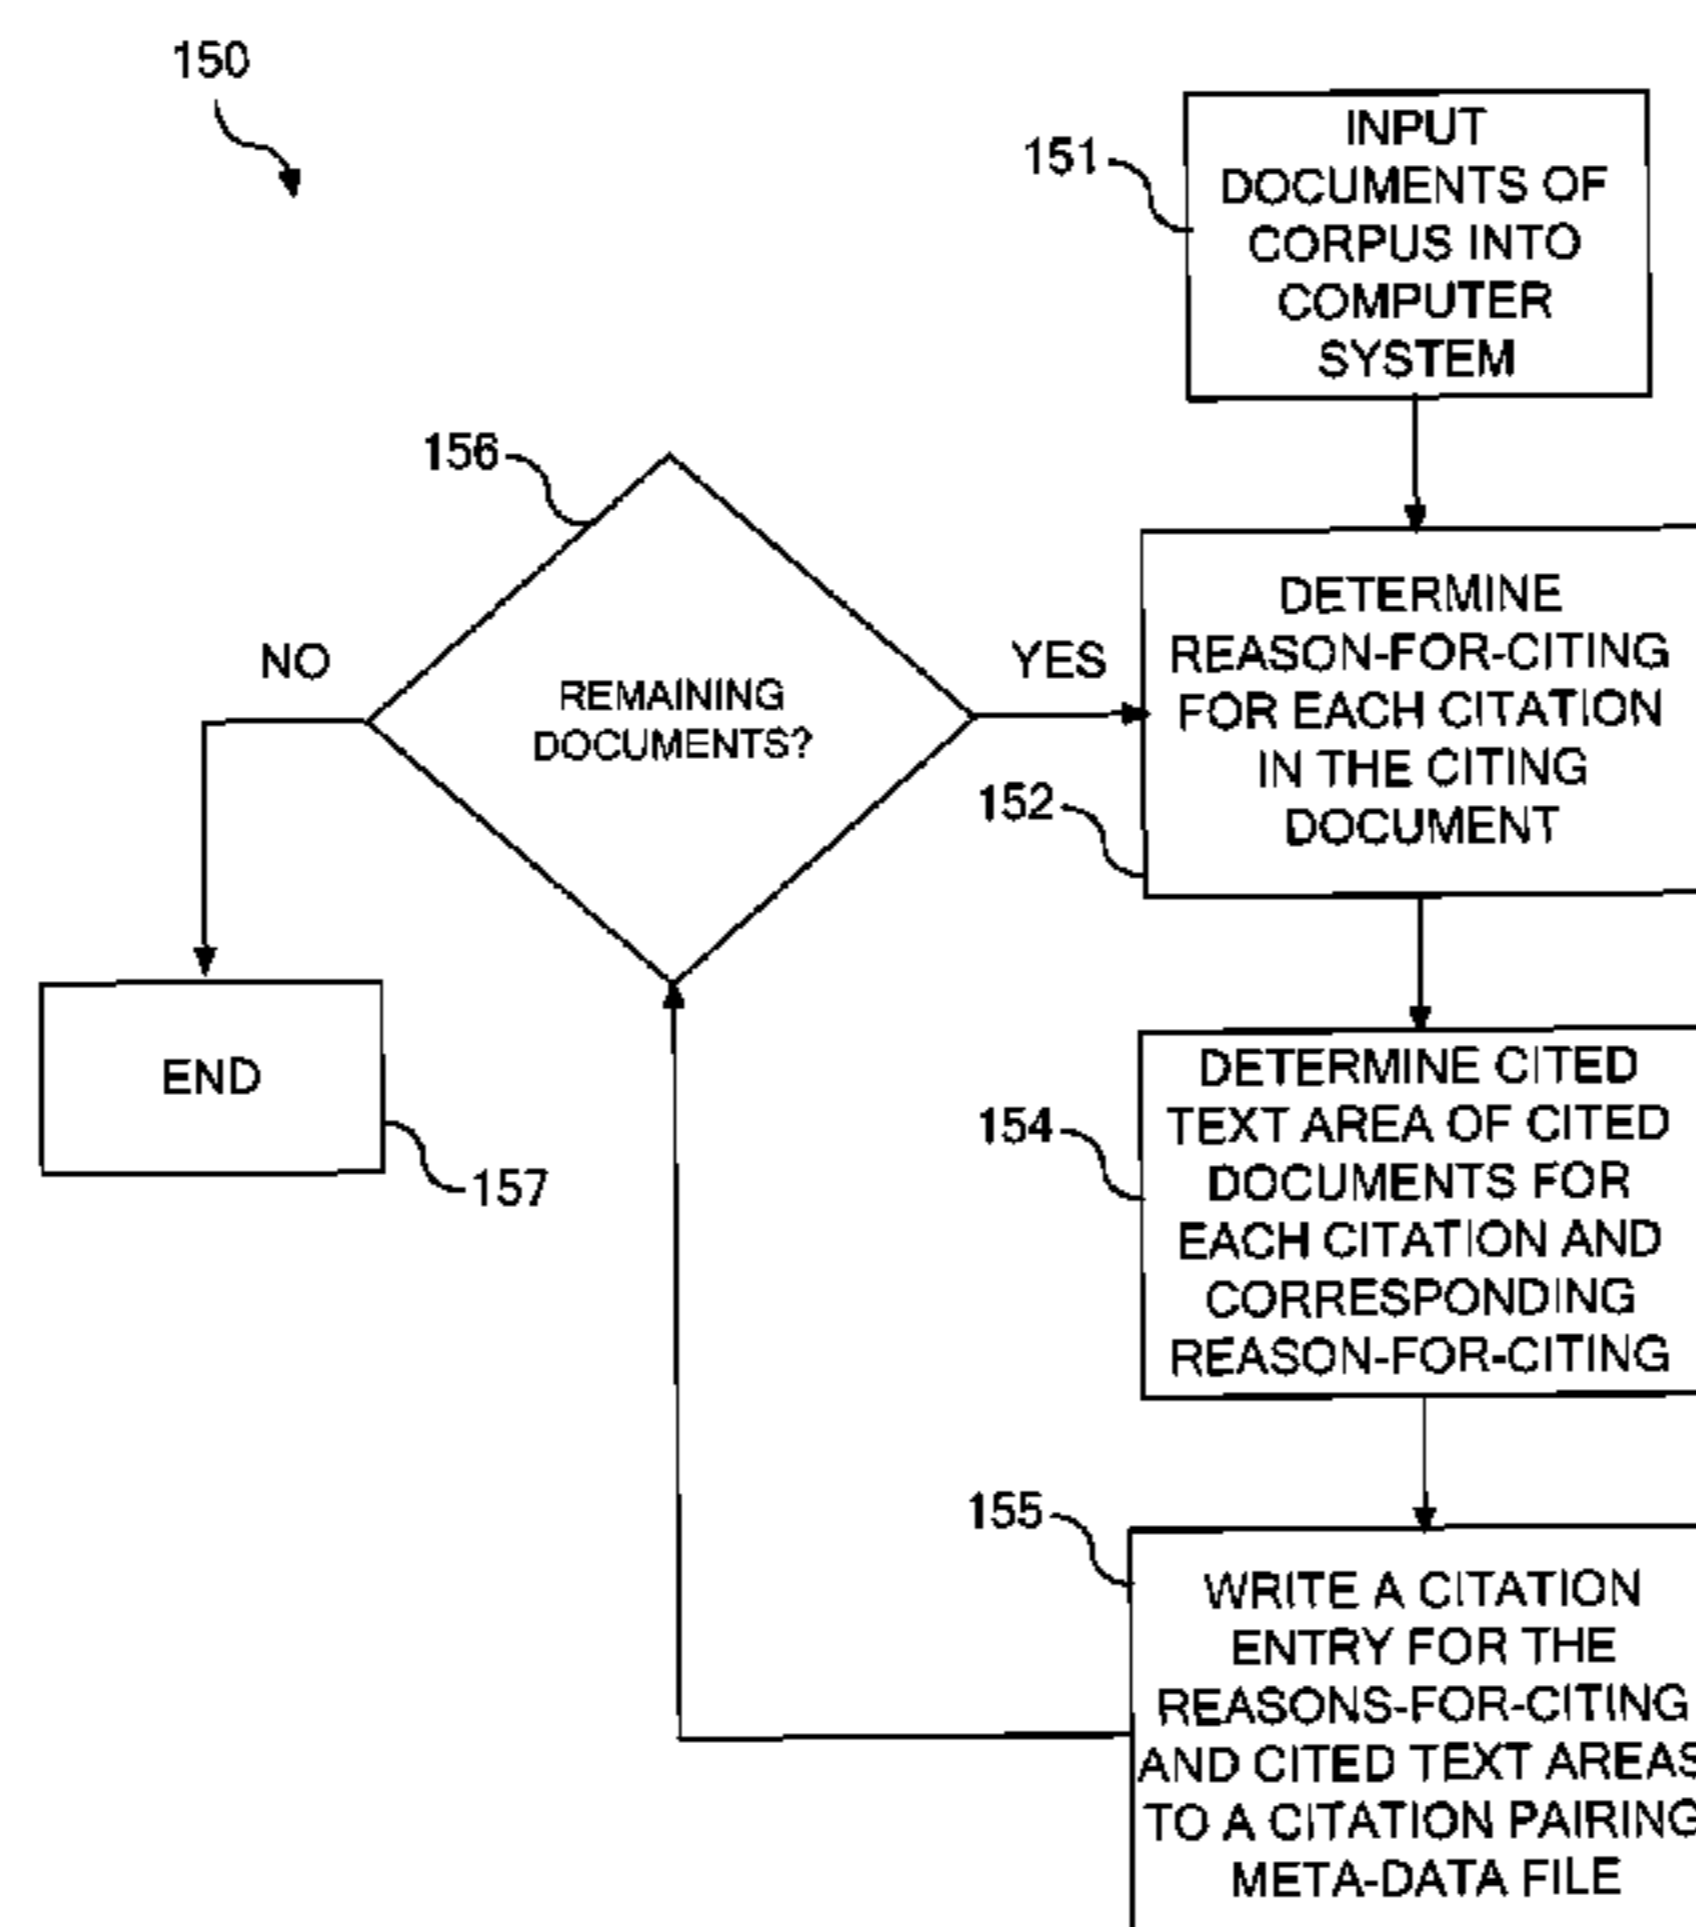 150
151
INPUT
DOCUMENTS OF
CORPUS INTO
COMPUTER
SYSTEM
156
NO
REMAINING
DOCUMENTS?
YES
DETERMINE
REASON-FOR-CITING
FOR EACH CITATION
IN THE CITING
DOCUMENT
152
END
157
154
DETERMINE CITED
TEXT AREA OF CITED
DOCUMENTS FOR
EACH CITATION AND
CORRESPONDING
REASON-FOR-CITING
155
WRITE A CITATION
ENTRY FOR THE
REASONS-FOR-CITING
AND CITED TEXT AREAS
TO A CITATION PAIRING
META-DATA FILE